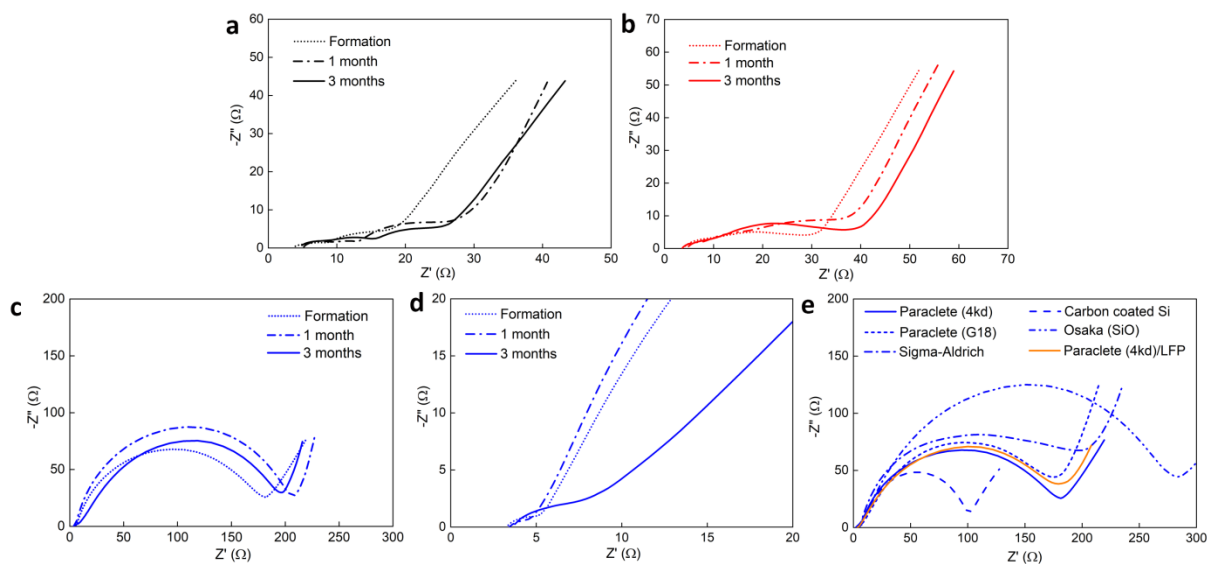 a
60
50
40
30
20
10
0
-Z'' (Ω)
Formation
1 month
3 months
0 10 20 30 40 50
Z' (Ω)
b
70
60
50
40
30
20
10
0
-Z'' (Ω)
Formation
1 month
3 months
0 10 20 30 40 50 60 70
Z' (Ω)
c
200
150
100
50
0
-Z'' (Ω)
Formation
1 month
3 months
0 50 100 150 200 250 300
Z' (Ω)
d
20
15
10
5
0
-Z'' (Ω)
Formation
1 month
3 months
0 5 10 15 20
Z' (Ω)
e
200
150
100
50
0
-Z'' (Ω)
Paraclete (4kd)
Paraclete (G18)
Sigma-Aldrich
Carbon coated Si
Osaka (SiO)
Paraclete (4kd)/LFP
0 50 100 150 200 250 300
Z' (Ω)